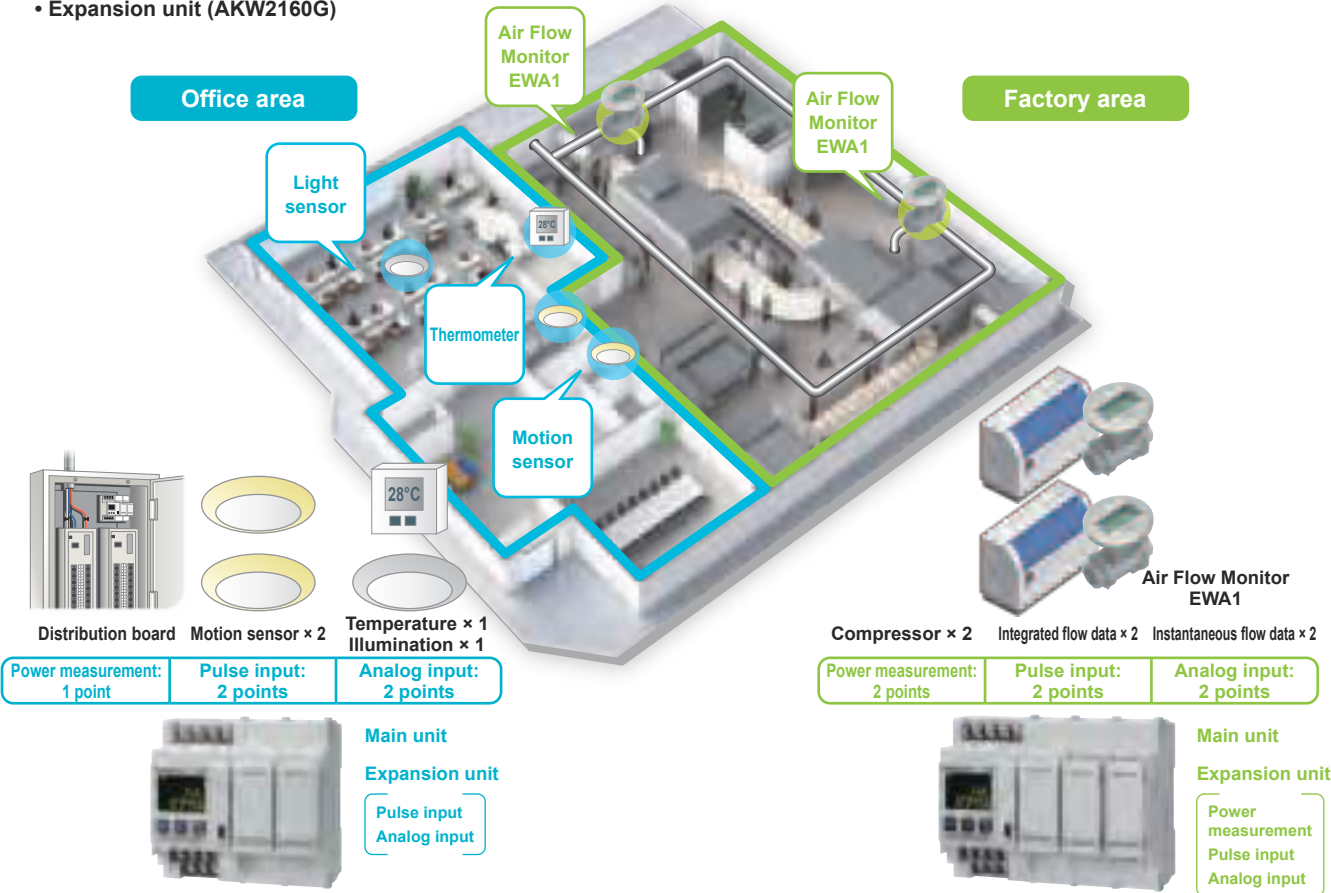 • Expansion unit (AKW2160G)
Office area
Air Flow
Monitor
EWA1
Air Flow
Monitor
EWA1
Factory area
Light
sensor
28°C
Thermometer
Motion
sensor
28°C
Distribution board
Motion sensor × 2
Temperature × 1
Illumination × 1
Power measurement:
1 point
Pulse input:
2 points
Analog input:
2 points
Main unit
Expansion unit
Pulse input
Analog input
Air Flow Monitor
EWA1
Compressor × 2
Integrated flow data × 2
Instantaneous flow data × 2
Power measurement:
2 points
Pulse input:
2 points
Analog input:
2 points
Main unit
Expansion unit
Power
measurement
Pulse input
Analog input